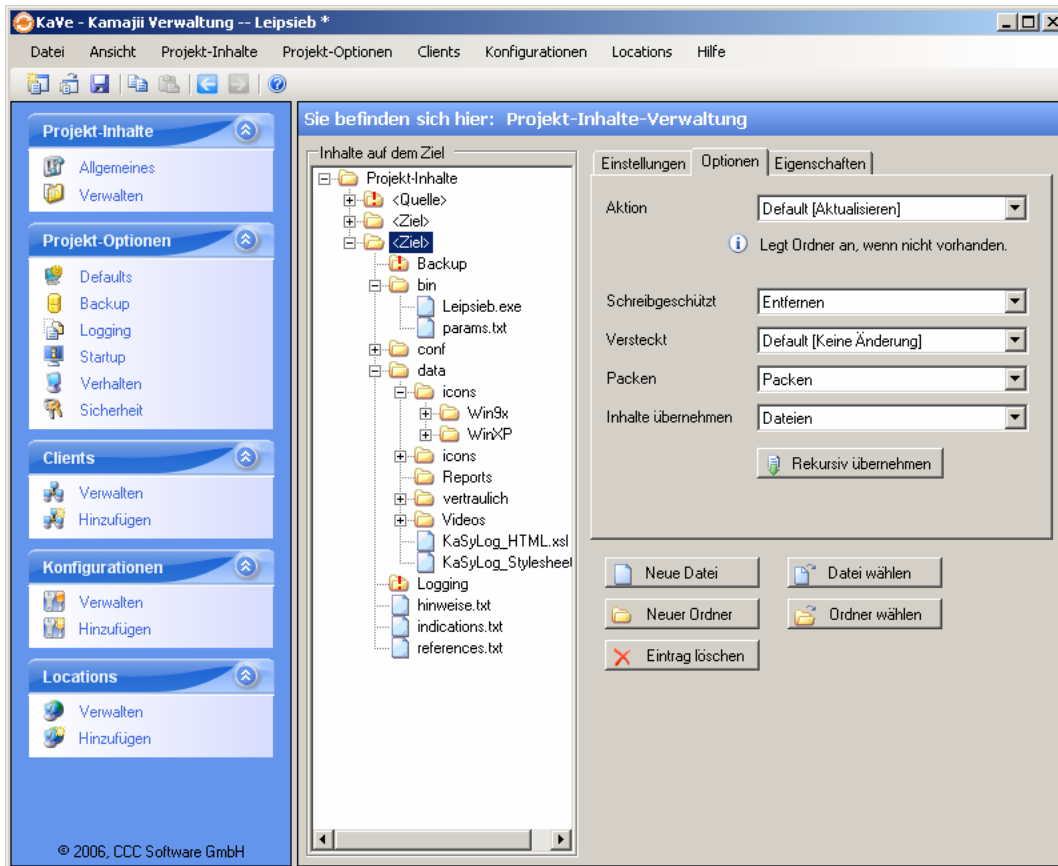 KaVe - Kamajii Verwaltung -- Leipsieb *
Datei Ansicht Projekt-Inhalte Projekt-Optionen Clients Konfigurationen Locations Hilfe
Projekt-Inhalte
Allgemeines
Verwalten
Projekt-Optionen
Defaults
Backup
Logging
Startup
Verhalten
Sicherheit
Clients
Verwalten
Hinzufügen
Konfigurationen
Verwalten
Hinzufügen
Locations
Verwalten
Hinzufügen
© 2006, CCC Software GmbH
Sie befinden sich hier: Projekt-Inhalte-Verwaltung
Inhalte auf dem Ziel
Projekt-Inhalte
<Quelle>
<Ziel>
<Ziel>
Backup
bin
Leipsieb.exe
params.txt
conf
data
icons
Win9x
WinXP
icons
Reports
vertraulich
Videos
KaSyLog_HTML.xsl
KaSyLog_Stylesheet
Logging
hinweise.txt
indications.txt
references.txt
Einstellungen Optionen Eigenschaften
Aktion Default [Aktualisieren]
Legt Ordner an, wenn nicht vorhanden.
Schreibgeschützt Entfernen
Versteckt Default [Keine Änderung]
Packen Packen
Inhalte übernehmen Dateien
Rekursiv übernehmen
Neue Datei Datei wählen
Neuer Ordner Ordner wählen
Eintrag löschen